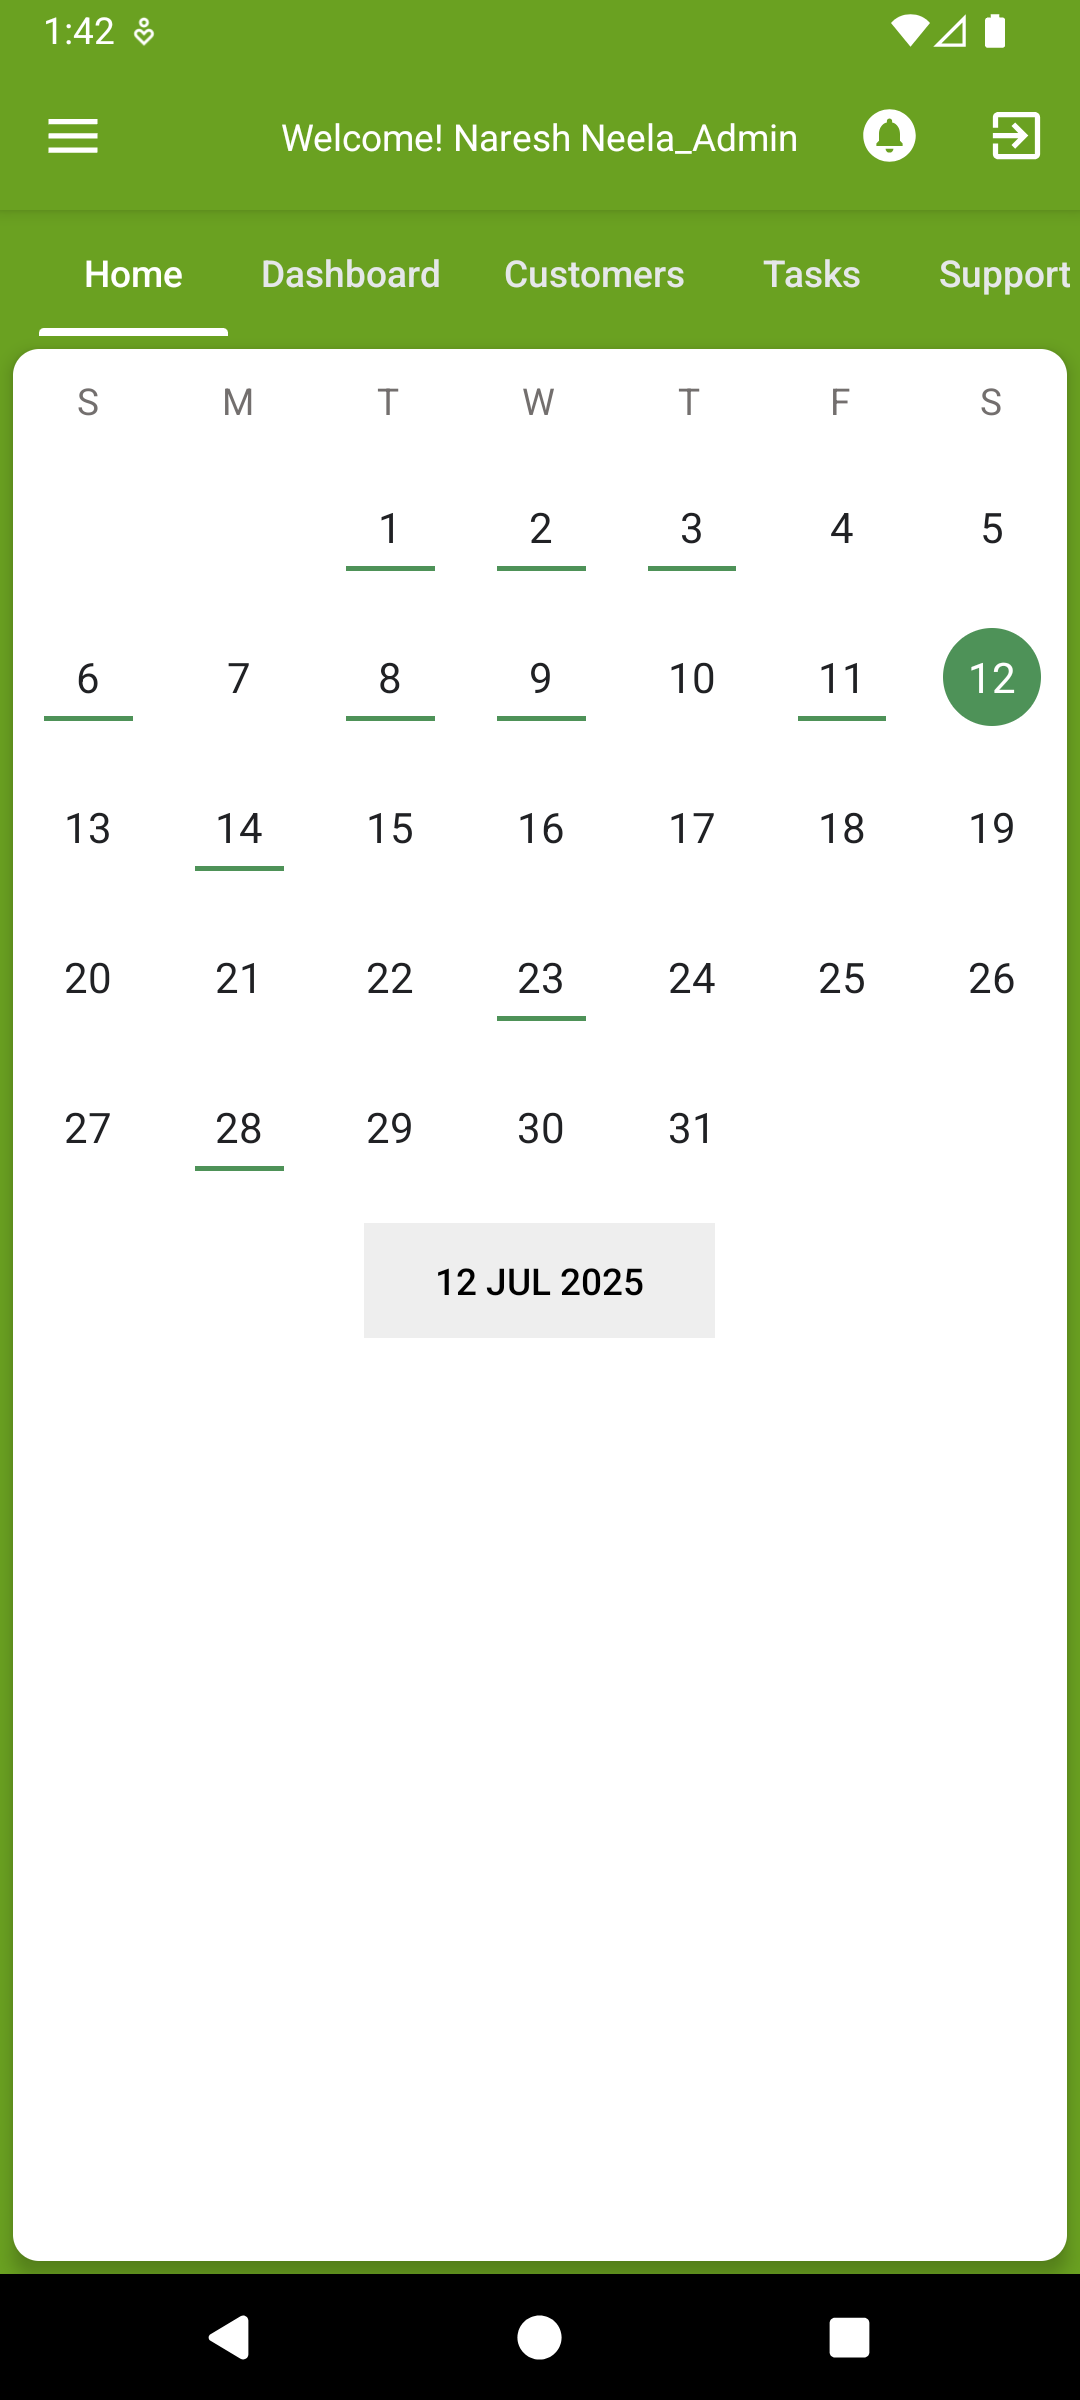 1:42
Welcome! Naresh Neela_Admin
Home Dashboard Customers Tasks Support
S M T W T F S
1 2 3 4 5
6 7 8 9 10 11 12
13 14 15 16 17 18 19
20 21 22 23 24 25 26
27 28 29 30 31
12 JUL 2025